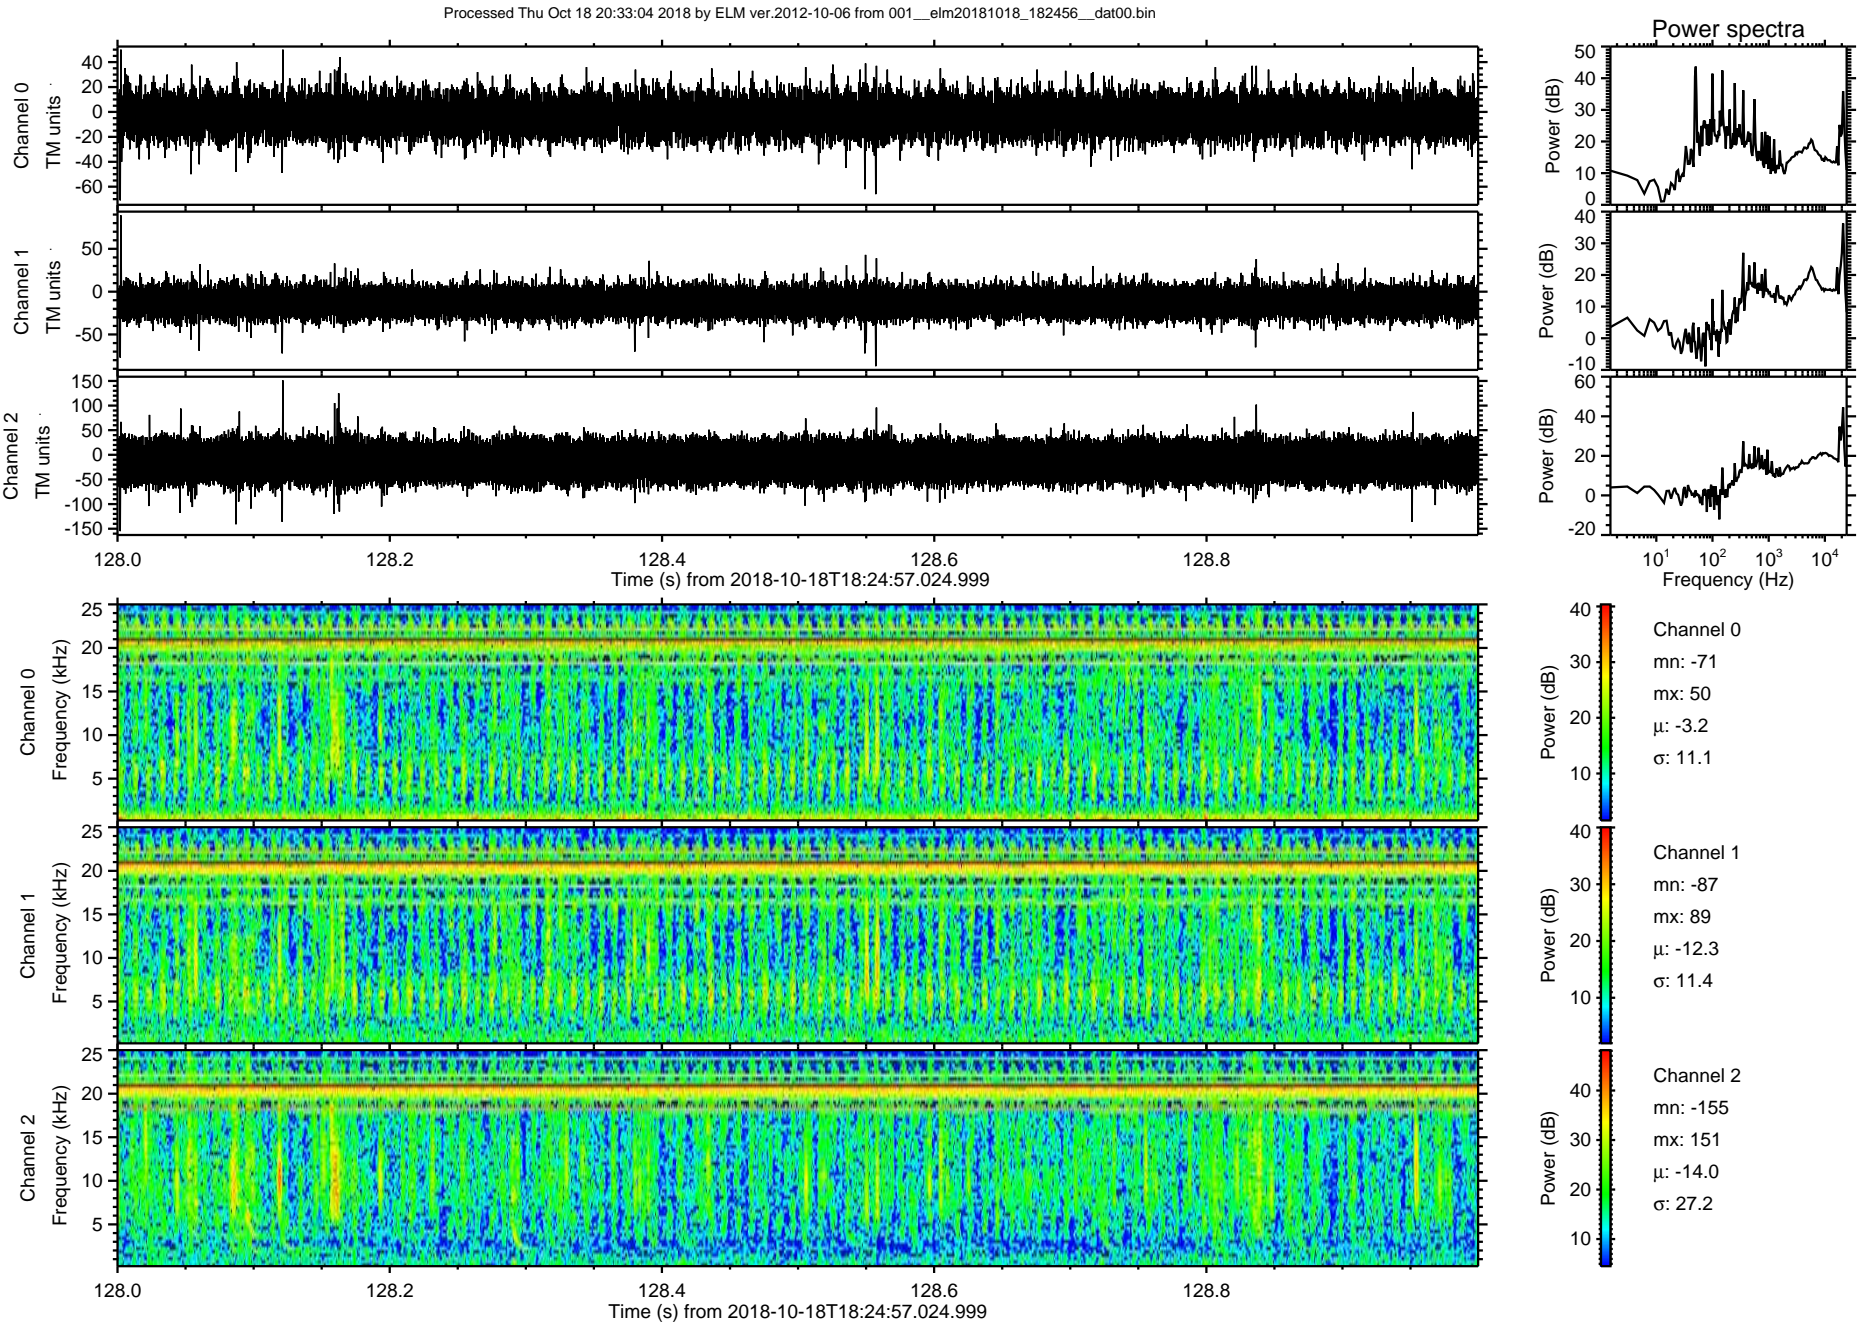 Processed Thu Oct 18 20:33:04 2018 by ELM ver.2012-10-06 from 001__elm20181018_182456__dat00.bin
Power spectra
Channel 0
TM units
40
20
0
-20
-40
-60
Power (dB)
50
40
30
20
10
0
Channel 1
TM units
50
0
-50
Power (dB)
40
30
20
10
0
-10
Channel 2
TM units
150
100
50
0
-50
-100
-150
Power (dB)
60
40
20
0
-20
128.0 128.2 128.4 128.6 128.8
Time (s) from 2018-10-18T18:24:57.024.999
10¹ 10² 10³ 10⁴
Frequency (Hz)
Channel 0
Frequency (kHz)
25
20
15
10
5
Power (dB)
40
30
20
10
Channel 0
mn: -71
mx: 50
μ: -3.2
σ: 11.1
Channel 1
Frequency (kHz)
25
20
15
10
5
Power (dB)
40
30
20
10
Channel 1
mn: -87
mx: 89
μ: -12.3
σ: 11.4
Channel 2
Frequency (kHz)
25
20
15
10
5
Power (dB)
40
30
20
10
Channel 2
mn: -155
mx: 151
μ: -14.0
σ: 27.2
128.0 128.2 128.4 128.6 128.8
Time (s) from 2018-10-18T18:24:57.024.999